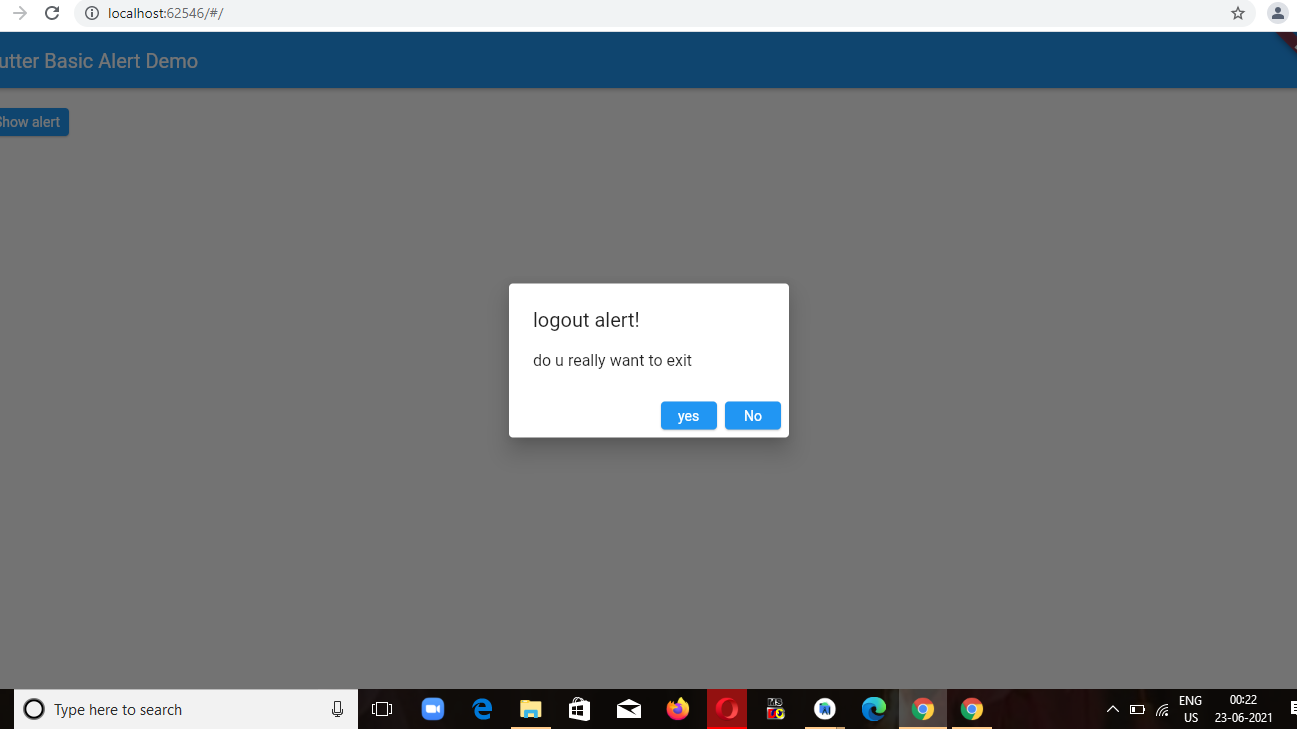 localhost:62546/#/
utter Basic Alert Demo
Show alert
logout alert!
do u really want to exit
yes No
Type here to search
ENG
US
00:22
23-06-2021